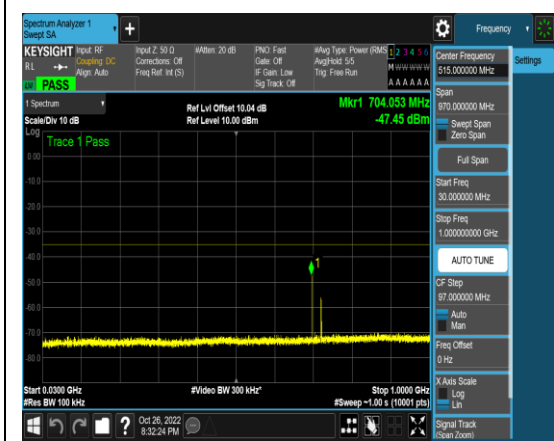 Spectrum Analyzer 1
Swept SA
+
Frequency
KEYSIGHT
RL
PASS
Input: RF
Coupling: DC
Align: Auto
Input Z: 50 Ω
Corrections: Off
Freq Ref: Int (S)
#Atten: 20 dB
PNO: Fast
Gate: Off
IF Gain: Low
Sig Track: Off
#Avg Type: Power (RMS
Avg|Hold: 5/5
Trig: Free Run
1 2 3 4 5 6
M W W W W W
A A A A A A
1 Spectrum
Scale/Div 10 dB
Ref Lvl Offset 10.04 dB
Ref Level 10.00 dBm
Mkr1 704.053 MHz
-47.45 dBm
Log
Trace 1 Pass
0.00
-10.0
-20.0
-30.0
-40.0
-50.0
-60.0
-70.0
-80.0
1
Start 0.0300 GHz
#Res BW 100 kHz
#Video BW 300 kHz*
Stop 1.0000 GHz
#Sweep ~1.00 s (10001 pts)
Center Frequency
515.000000 MHz
Settings
Span
970.000000 MHz
Swept Span
Zero Span
Full Span
Start Freq
30.000000 MHz
Stop Freq
1.000000000 GHz
AUTO TUNE
CF Step
97.000000 MHz
Auto
Man
Freq Offset
0 Hz
X Axis Scale
Log
Lin
Signal Track
(Span Zoom)
?
Oct 26, 2022
8:32:24 PM